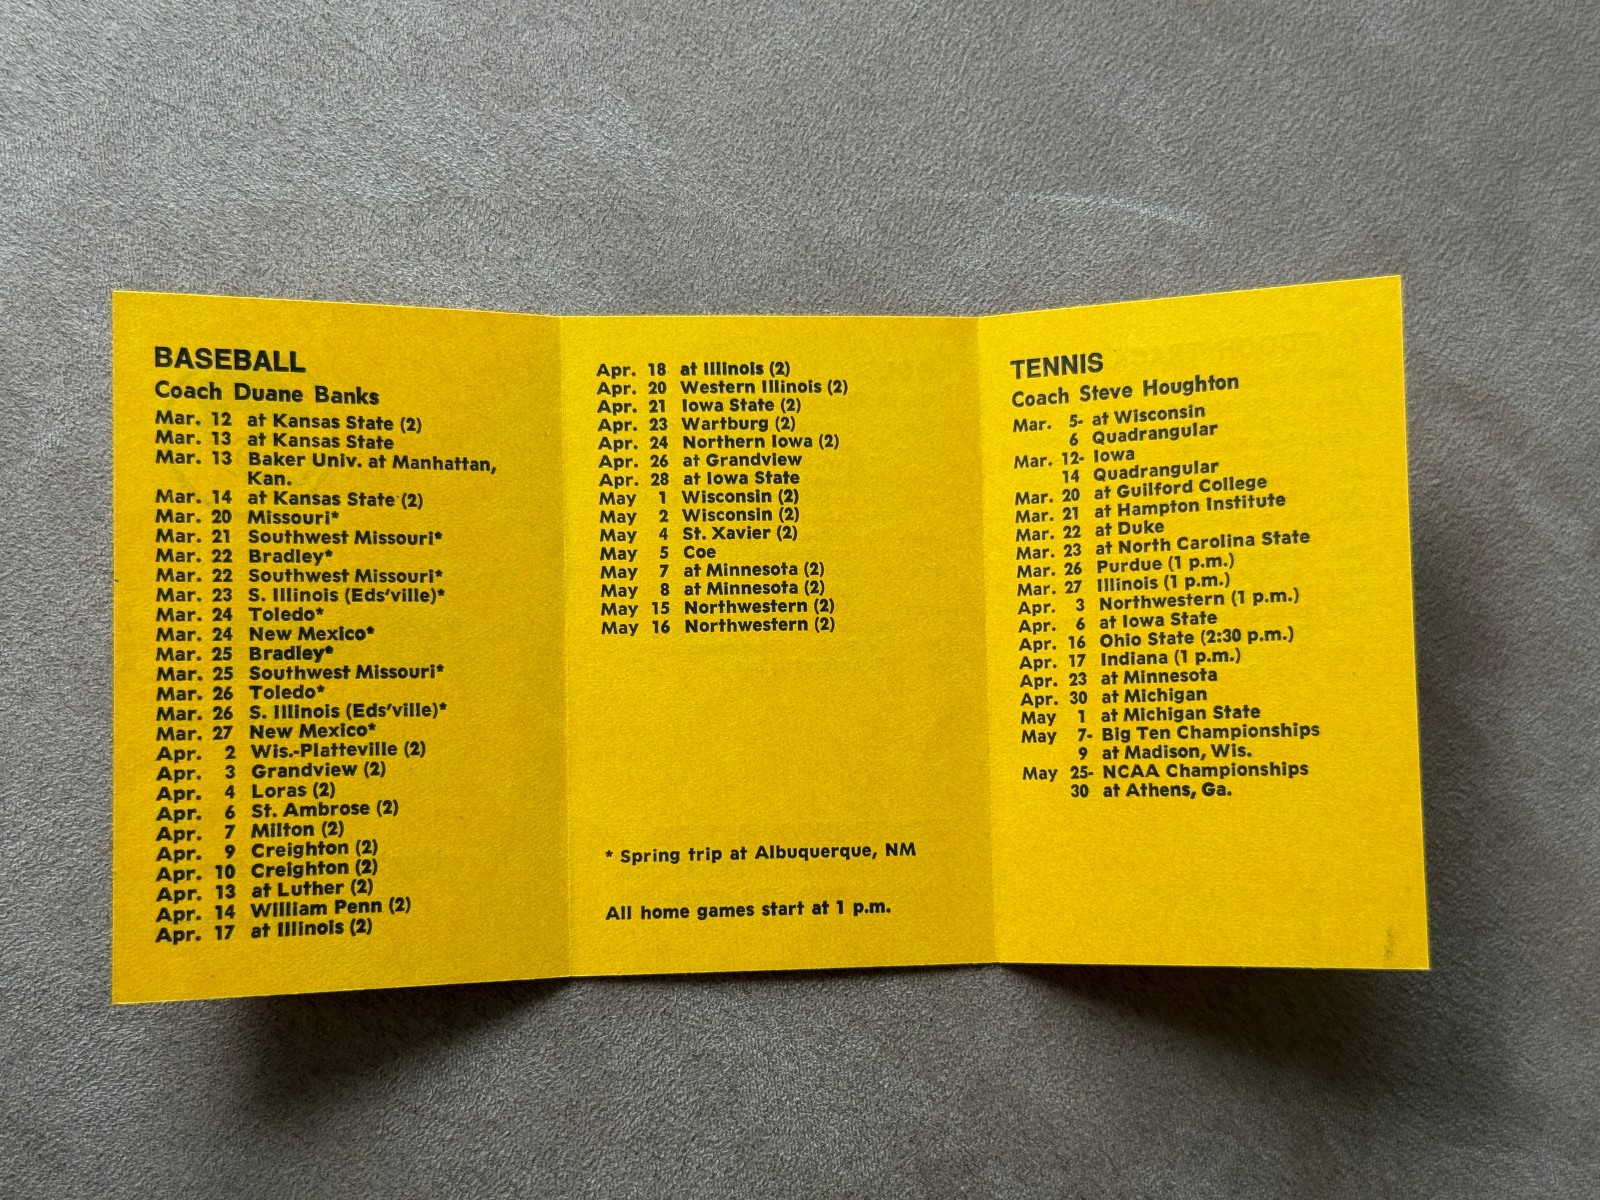 BASEBALL
Coach Duane Banks
Mar. 12 at Kansas State (2)
Mar. 13 at Kansas State
Mar. 13 Baker Univ. at Manhattan,
Kan.
Mar. 14 at Kansas State (2)
Mar. 20 Missouri*
Mar. 21 Southwest Missouri*
Mar. 22 Bradley*
Mar. 22 Southwest Missouri*
Mar. 23 S. Illinois (Eds'ville)*
Mar. 24 Toledo*
Mar. 24 New Mexico*
Mar. 25 Bradley*
Mar. 25 Southwest Missouri*
Mar. 26 Toledo*
Mar. 26 S. Illinois (Eds'ville)*
Mar. 27 New Mexico*
Apr. 2 Wis.-Platteville (2)
Apr. 3 Grandview (2)
Apr. 4 Loras (2)
Apr. 6 St. Ambrose (2)
Apr. 7 Milton (2)
Apr. 9 Creighton (2)
Apr. 10 Creighton (2)
Apr. 13 at Luther (2)
Apr. 14 William Penn (2)
Apr. 17 at Illinois (2)
Apr. 18 at Illinois (2)
Apr. 20 Western Illinois (2)
Apr. 21 Iowa State (2)
Apr. 23 Wartburg (2)
Apr. 24 Northern Iowa (2)
Apr. 26 at Grandview
Apr. 28 at Iowa State
May 1 Wisconsin (2)
May 2 Wisconsin (2)
May 4 St. Xavier (2)
May 5 Coe
May 7 at Minnesota (2)
May 8 at Minnesota (2)
May 15 Northwestern (2)
May 16 Northwestern (2)
* Spring trip at Albuquerque, NM
All home games start at 1 p.m.
TENNIS
Coach Steve Houghton
Mar. 5- at Wisconsin
6 Quadrangular
Mar. 12- Iowa
14 Quadrangular
Mar. 20 at Guilford College
Mar. 21 at Hampton Institute
Mar. 22 at Duke
Mar. 23 at North Carolina State
Mar. 26 Purdue (1 p.m.)
Mar. 27 Illinois (1 p.m.)
Apr. 3 Northwestern (1 p.m.)
Apr. 6 at Iowa State
Apr. 16 Ohio State (2:30 p.m.)
Apr. 17 Indiana (1 p.m.)
Apr. 23 at Minnesota
Apr. 30 at Michigan
May 1 at Michigan State
May 7- Big Ten Championships
9 at Madison, Wis.
May 25- NCAA Championships
30 at Athens, Ga.